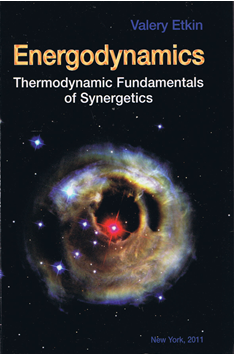 Valery Etkin
Energodynamics
Thermodynamic Fundamentals
of Synergetics
New York, 2011